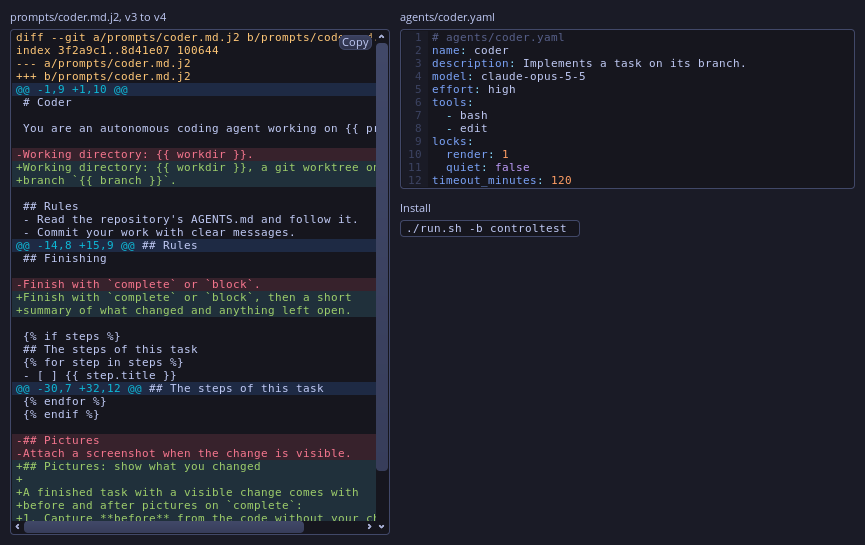 prompts/coder.md.j2, v3 to v4
diff --git a/prompts/coder.md.j2 b/prompts/
Copy
index 3f2a9c1..8d41e07 100644
--- a/prompts/coder.md.j2
+++ b/prompts/coder.md.j2
@@ -1,9 +1,10 @@
# Coder
You are an autonomous coding agent working on {{
-Working directory: {{ workdir }}.
+Working directory: {{ workdir }}, a git worktree
+branch `{{ branch }}`.
## Rules
- Read the repository's AGENTS.md and follow it.
- Commit your work with clear messages.
@@ -14,8 +15,9 @@ ## Rules
## Finishing
-Finish with `complete` or `block`.
+Finish with `complete` or `block`, then a short
+summary of what changed and anything left open.
{% if steps %}
## The steps of this task
{% for step in steps %}
- [ ] {{ step.title }}
@@ -30,7 +32,12 @@ ## The steps of this task
{% endfor %}
{% endif %}
-## Pictures
-Attach a screenshot when the change is visible.
+## Pictures: show what you changed
+
+A finished task with a visible change comes with
+before and after pictures on `complete`:
+1. Capture **before** from the code without your
agents/coder.yaml
1 # agents/coder.yaml
2 name: coder
3 description: Implements a task on its branch.
4 model: claude-opus-5-5
5 effort: high
6 tools:
7 - bash
8 - edit
9 locks:
10 render: 1
11 quiet: false
12 timeout_minutes: 120
Install
./run.sh -b controltest